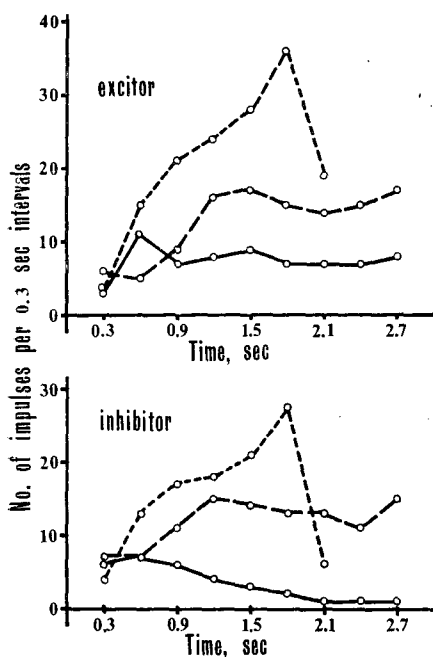 No. of impulses per 0.3 sec intervals
40
excitor
30
20
10
0
0.3 0.9 1.5 2.1 2.7
Time, sec
30
inhibitor
20
10
0
0.3 0.9 1.5 2.1 2.7
Time, sec